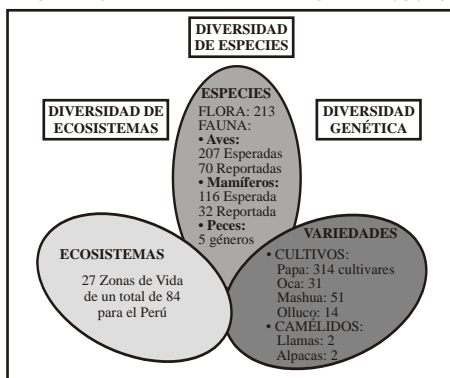 DIVERSIDAD
DE ESPECIES
DIVERSIDAD DE
ECOSISTEMAS
DIVERSIDAD
GENÉTICA
ESPECIES
FLORA: 213
FAUNA:
• Aves:
207 Esperadas
70 Reportadas
• Mamíferos:
116 Esperada
32 Reportada
• Peces:
5 géneros
ECOSISTEMAS
27 Zonas de Vida
de un total de 84
para el Perú
VARIEDADES
• CULTIVOS:
Papa: 314 cultivares
Oca: 31
Mashua: 51
Olluco: 14
• CAMÉLIDOS:
Llamas: 2
Alpacas: 2